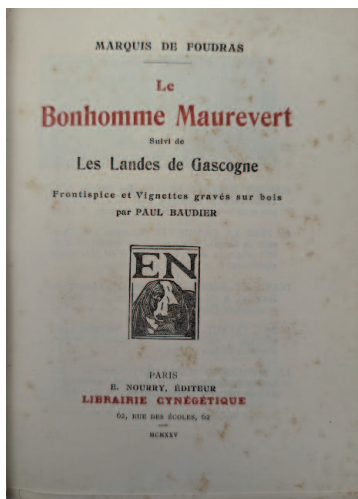 MARQUIS DE FOUDRAS
Le
Bonhomme Maurevert
Suivi de
Les Landes de Gascogne
Frontispice et Vignettes gravés sur bois
par PAUL BAUDIER
EN
PARIS
E. NOURRY, ÉDITEUR
LIBRAIRIE CYNÉGÉTIQUE
62, RUE DES ÉCOLES, 62
MCMXXV